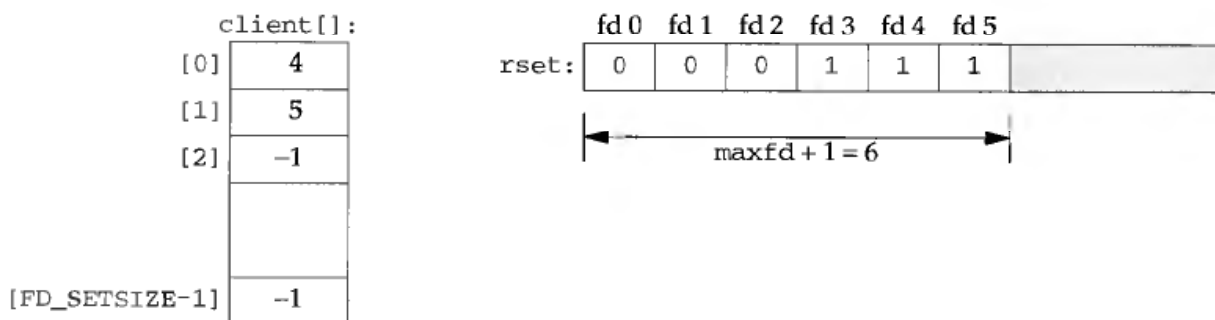 client[]:
[0] 4
[1] 5
[2] −1
[FD_SETSIZE-1] −1
fd 0 fd 1 fd 2 fd 3 fd 4 fd 5
rset: 0 0 0 1 1 1
maxfd + 1 = 6